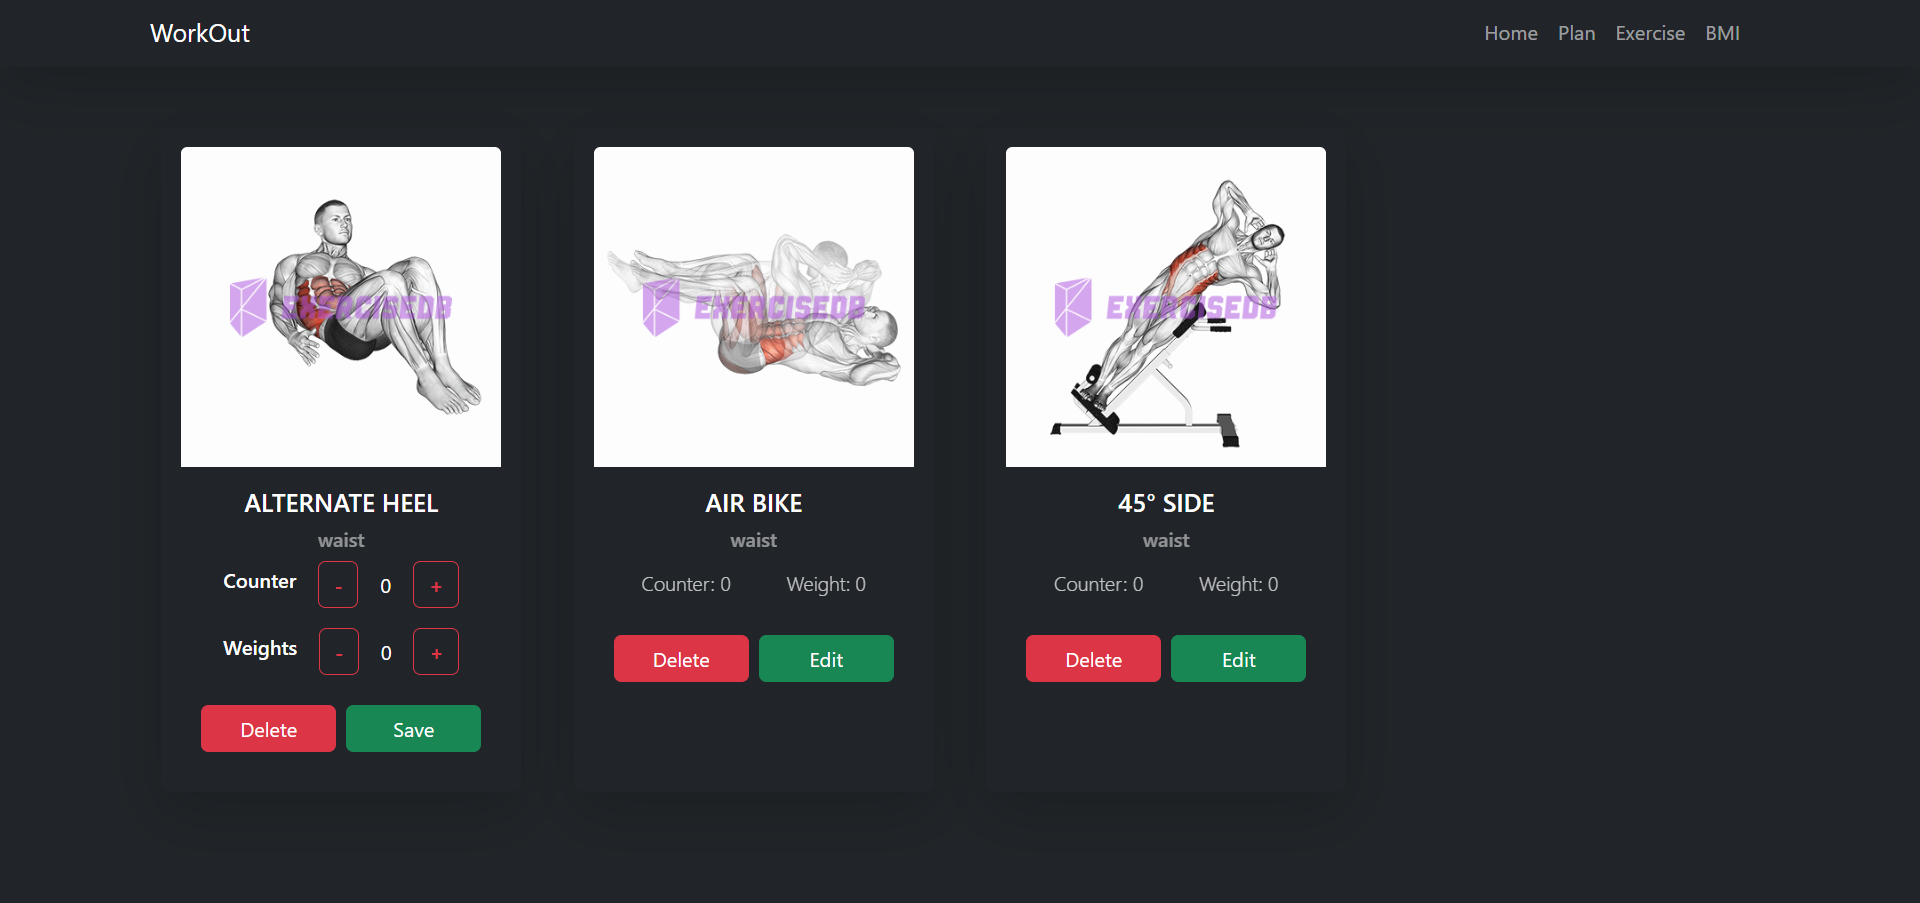 WorkOut
Home Plan Exercise BMI
EXERCISEDB
EXERCISEDB
EXERCISEDB
ALTERNATE HEEL
waist
Counter - 0 +
Weights - 0 +
Delete Save
AIR BIKE
waist
Counter: 0 Weight: 0
Delete Edit
45° SIDE
waist
Counter: 0 Weight: 0
Delete Edit